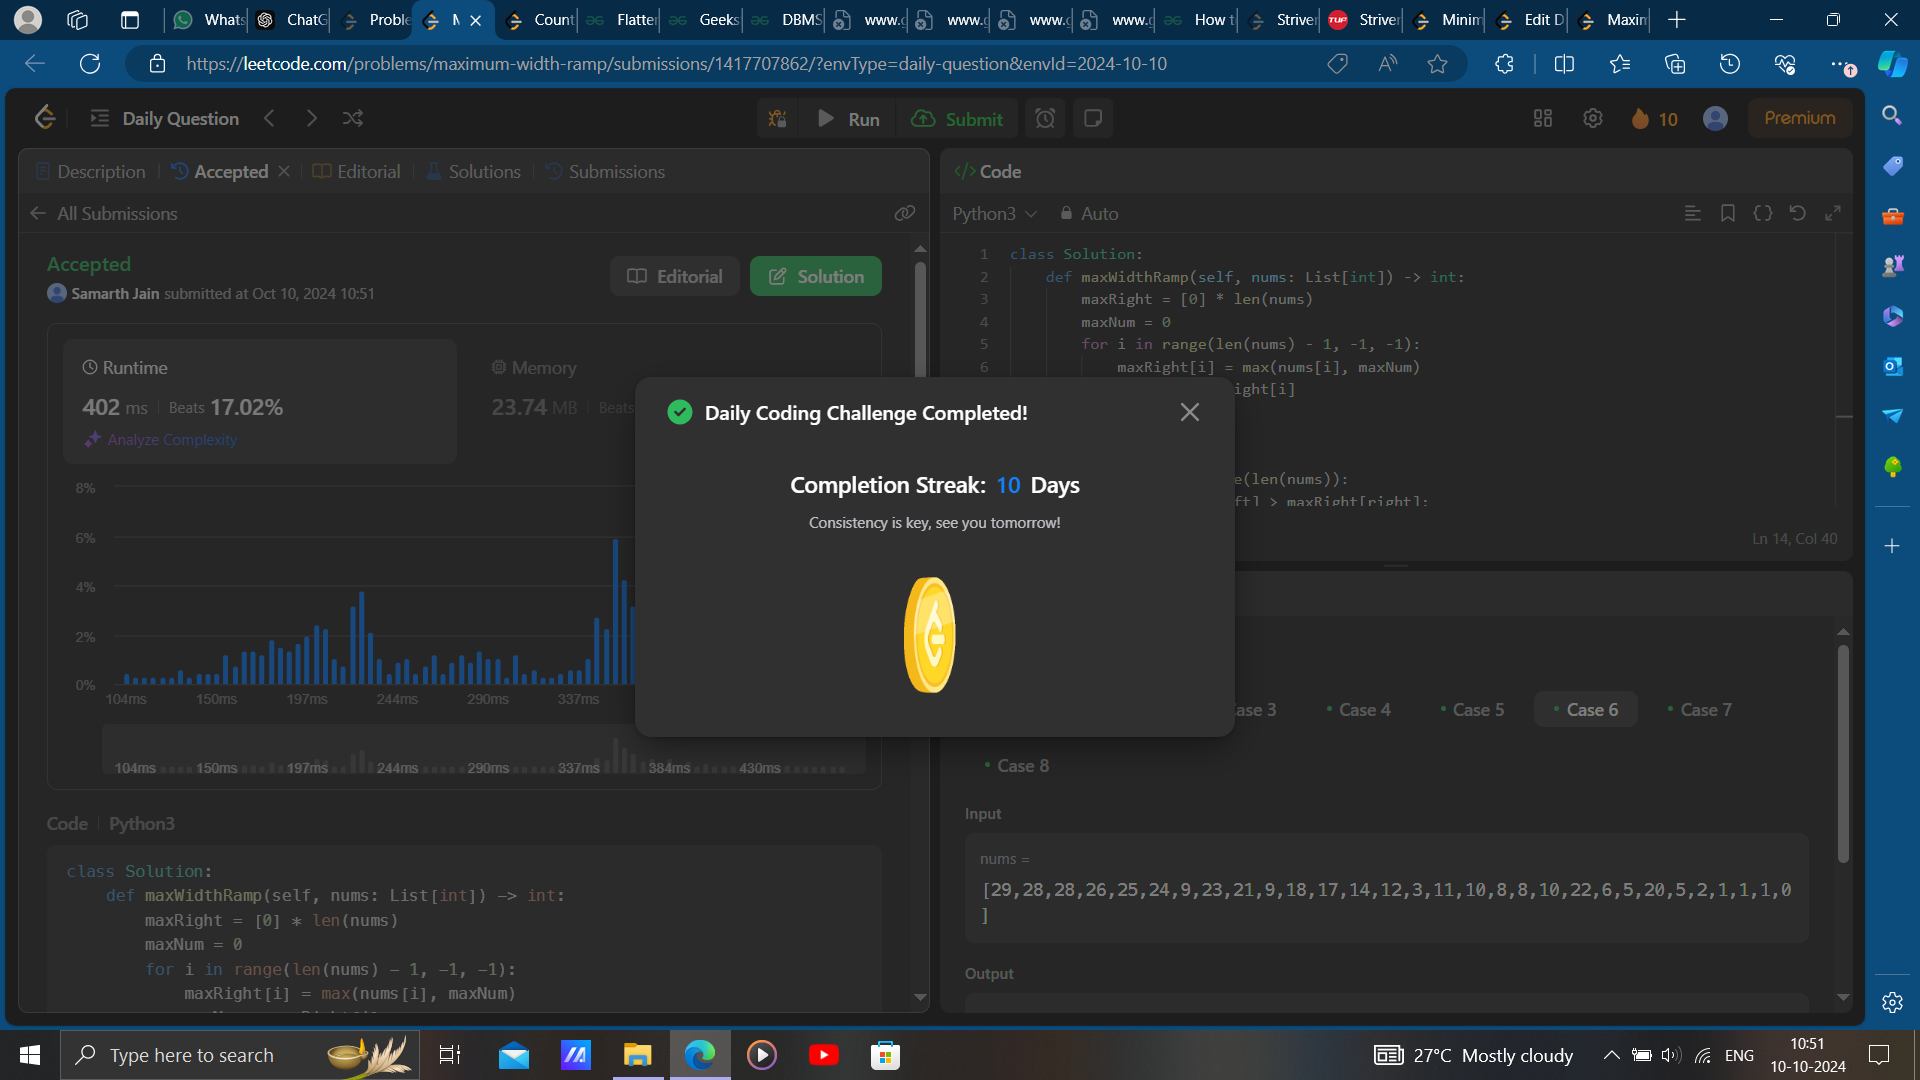 Whats
ChatG
Proble
Count
Flatter
Geeks
DBMS
www.g
www.
www.
www.g
How t
Striver
Striver
Minim
Edit D
Maxim
https://leetcode.com/problems/maximum-width-ramp/submissions/1417707862/?envType=daily-question&envId=2024-10-10
Daily Question
Run
Submit
10
Premium
Description
Accepted
Editorial
Solutions
Submissions
All Submissions
Accepted
Samarth Jain submitted at Oct 10, 2024 10:51
Editorial
Solution
Runtime
402 ms
Beats 17.02%
Analyze Complexity
Memory
23.74 MB
Beats
8%
6%
4%
2%
0%
104ms 150ms 197ms 244ms 290ms 337ms
104ms 150ms 197ms 244ms 290ms 337ms 384ms 430ms
Code Python3
class Solution:
def maxWidthRamp(self, nums: List[int]) -> int:
maxRight = [0] * len(nums)
maxNum = 0
for i in range(len(nums) - 1, -1, -1):
maxRight[i] = max(nums[i], maxNum)
Daily Coding Challenge Completed!
Completion Streak: 10 Days
Consistency is key, see you tomorrow!
</> Code
Python3
Auto
1 class Solution:
2 def maxWidthRamp(self, nums: List[int]) -> int:
3 maxRight = [0] * len(nums)
4 maxNum = 0
5 for i in range(len(nums) - 1, -1, -1):
6 maxRight[i] = max(nums[i], maxNum)
ight[i]
e(len(nums)):
ft] > maxRight[right]:
Ln 14, Col 40
ase 3
Case 4
Case 5
Case 6
Case 7
Case 8
Input
nums =
[29,28,28,26,25,24,9,23,21,9,18,17,14,12,3,11,10,8,8,10,22,6,5,20,5,2,1,1,1,0
]
Output
Type here to search
27°C Mostly cloudy
ENG
10:51
10-10-2024